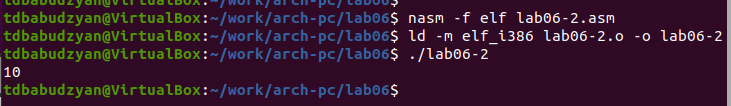 tdbabudzyan@VirtualBox:~/work/arch-pc/lab06$ nasm -f elf lab06-2.asm
tdbabudzyan@VirtualBox:~/work/arch-pc/lab06$ ld -m elf_i386 lab06-2.o -o lab06-2
tdbabudzyan@VirtualBox:~/work/arch-pc/lab06$ ./lab06-2
10
tdbabudzyan@VirtualBox:~/work/arch-pc/lab06$